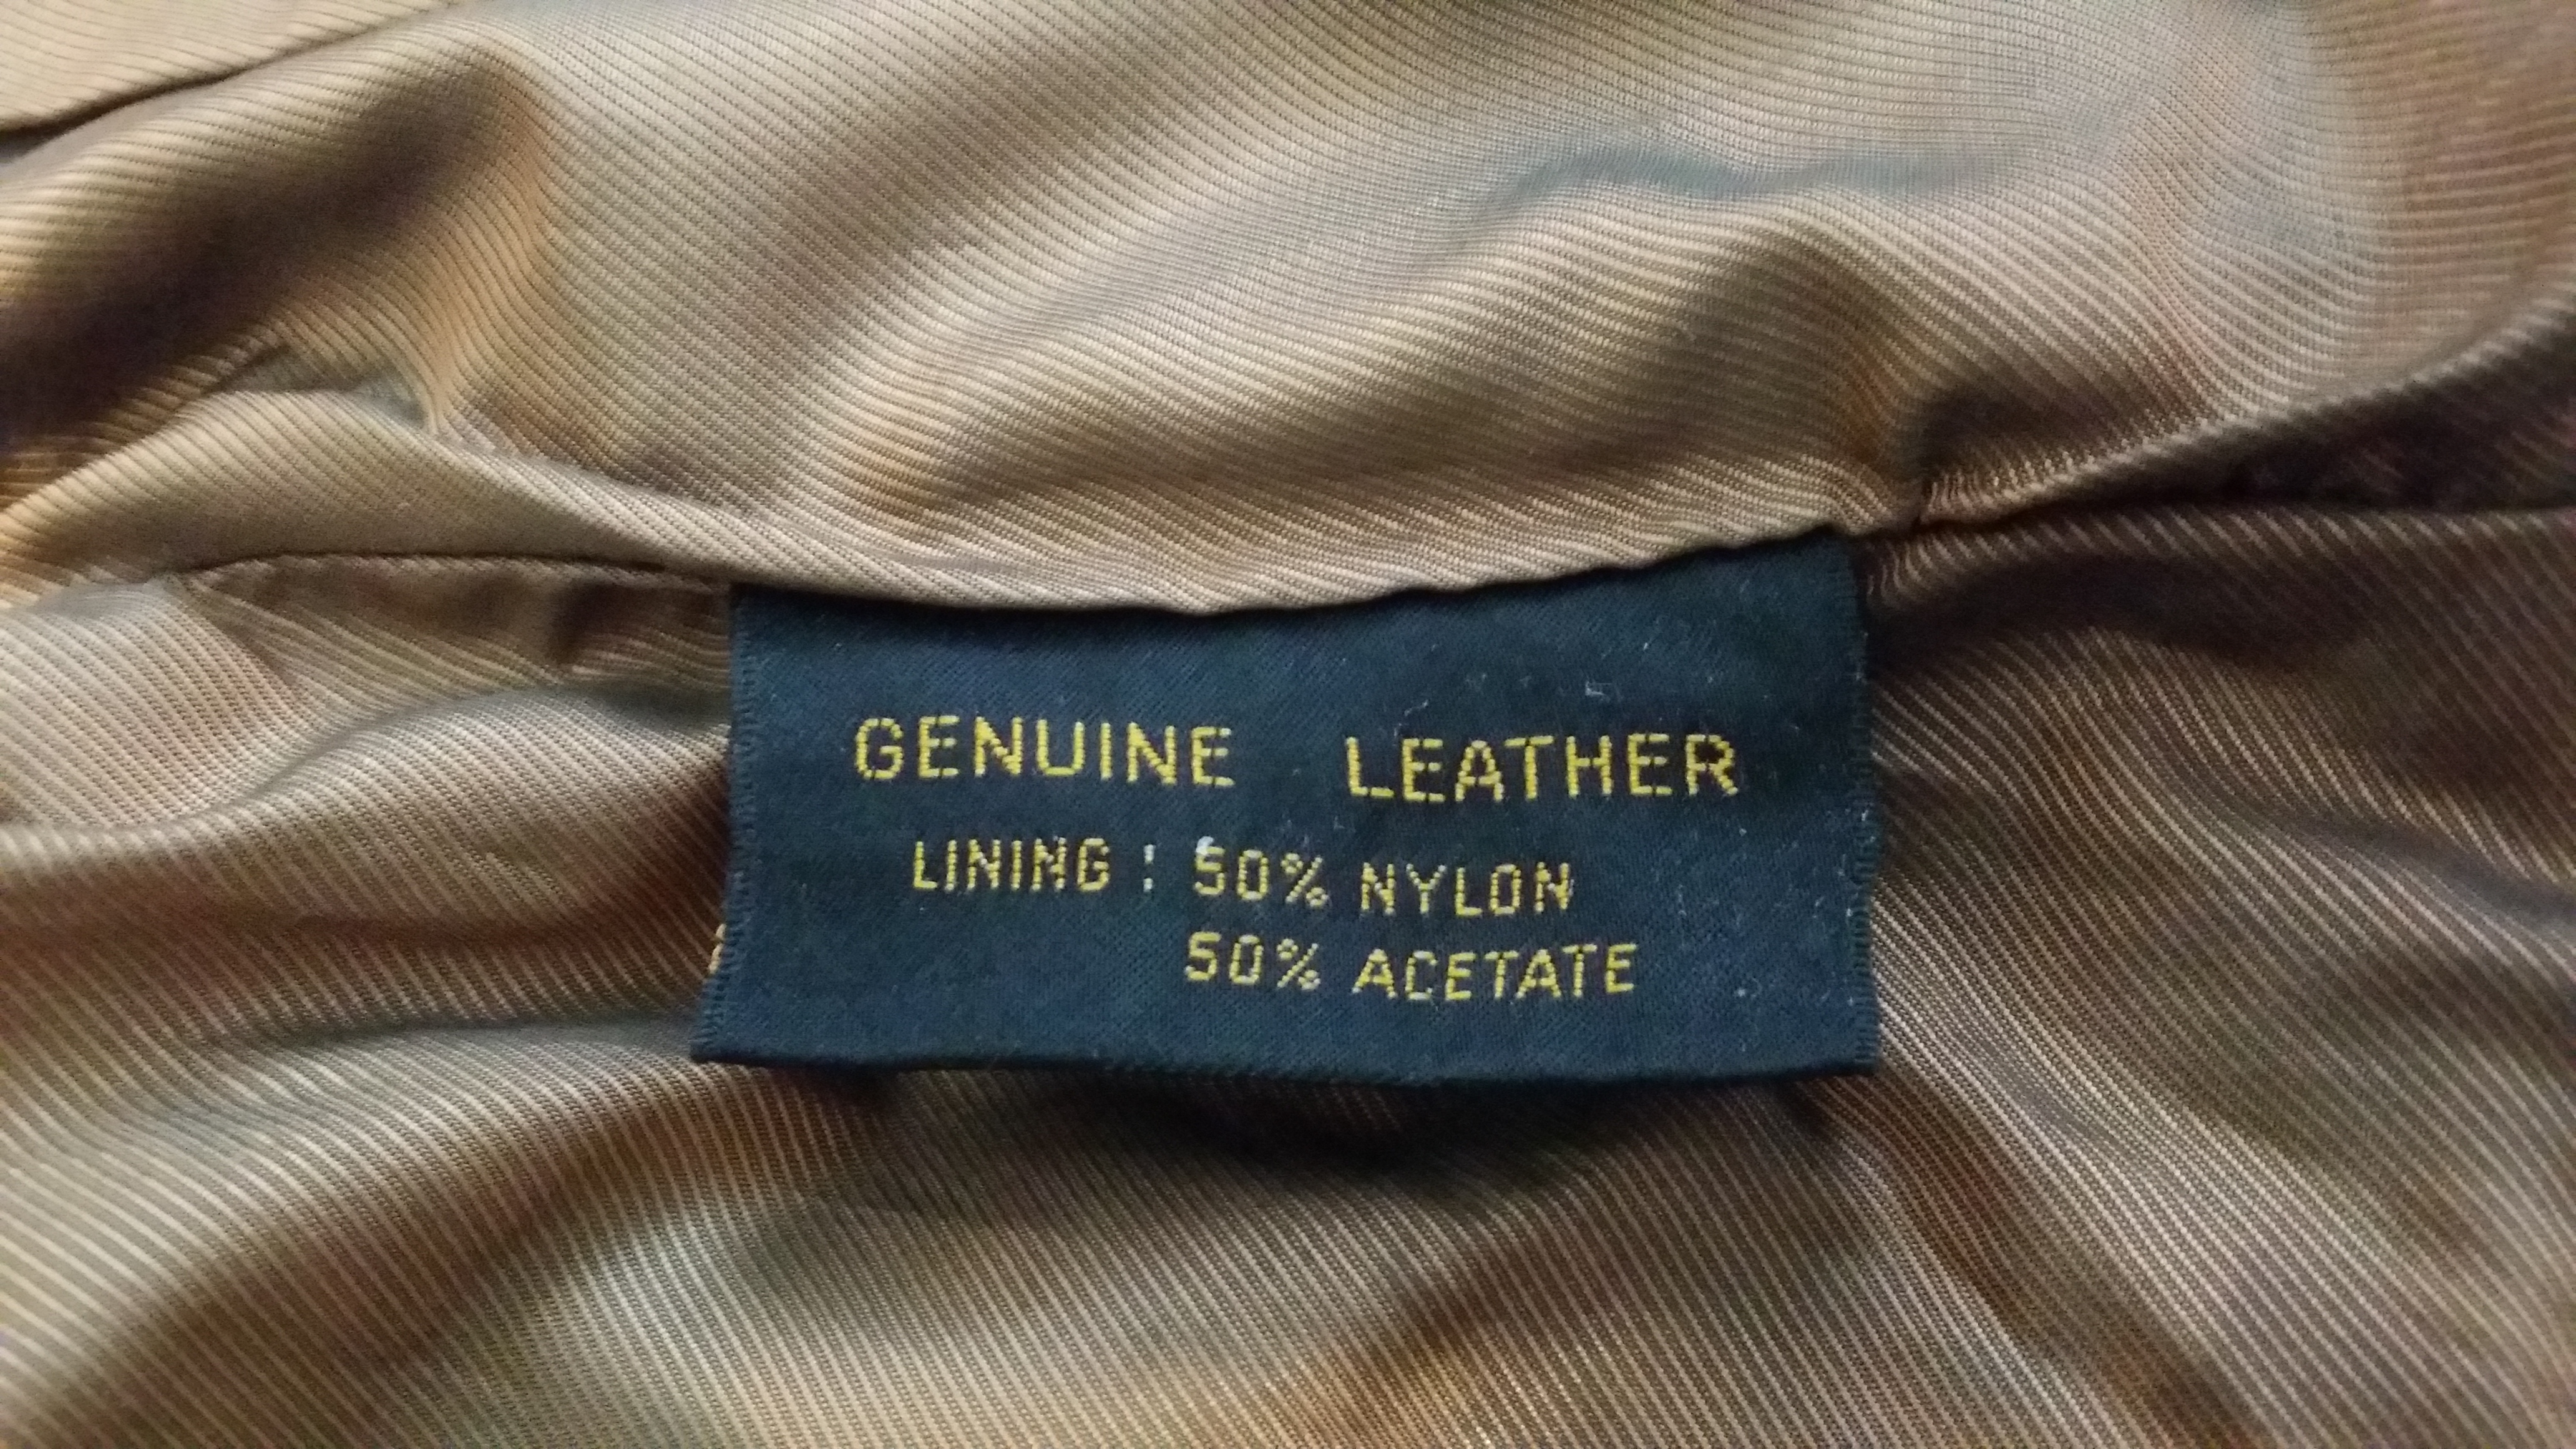 GENUINE LEATHER
LINING : 50% NYLON
50% ACETATE